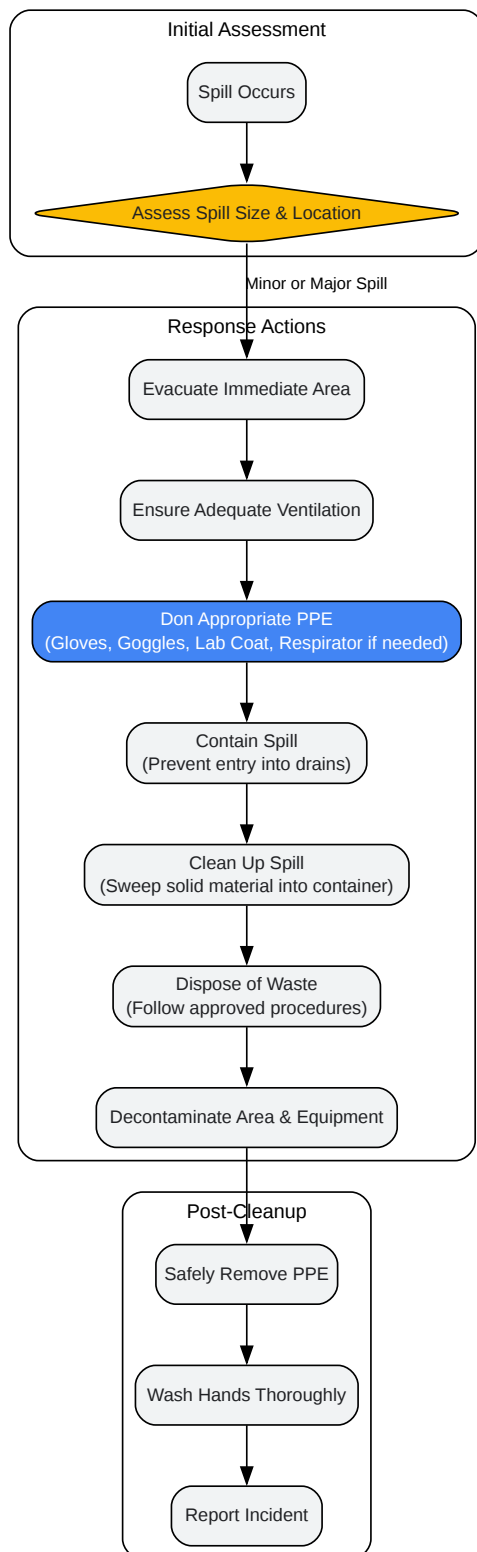 Initial Assessment
Spill Occurs
Assess Spill Size & Location
Minor or Major Spill
Response Actions
Evacuate Immediate Area
Ensure Adequate Ventilation
Don Appropriate PPE
(Gloves, Goggles, Lab Coat, Respirator if needed)
Contain Spill
(Prevent entry into drains)
Clean Up Spill
(Sweep solid material into container)
Dispose of Waste
(Follow approved procedures)
Decontaminate Area & Equipment
Post-Cleanup
Safely Remove PPE
Wash Hands Thoroughly
Report Incident